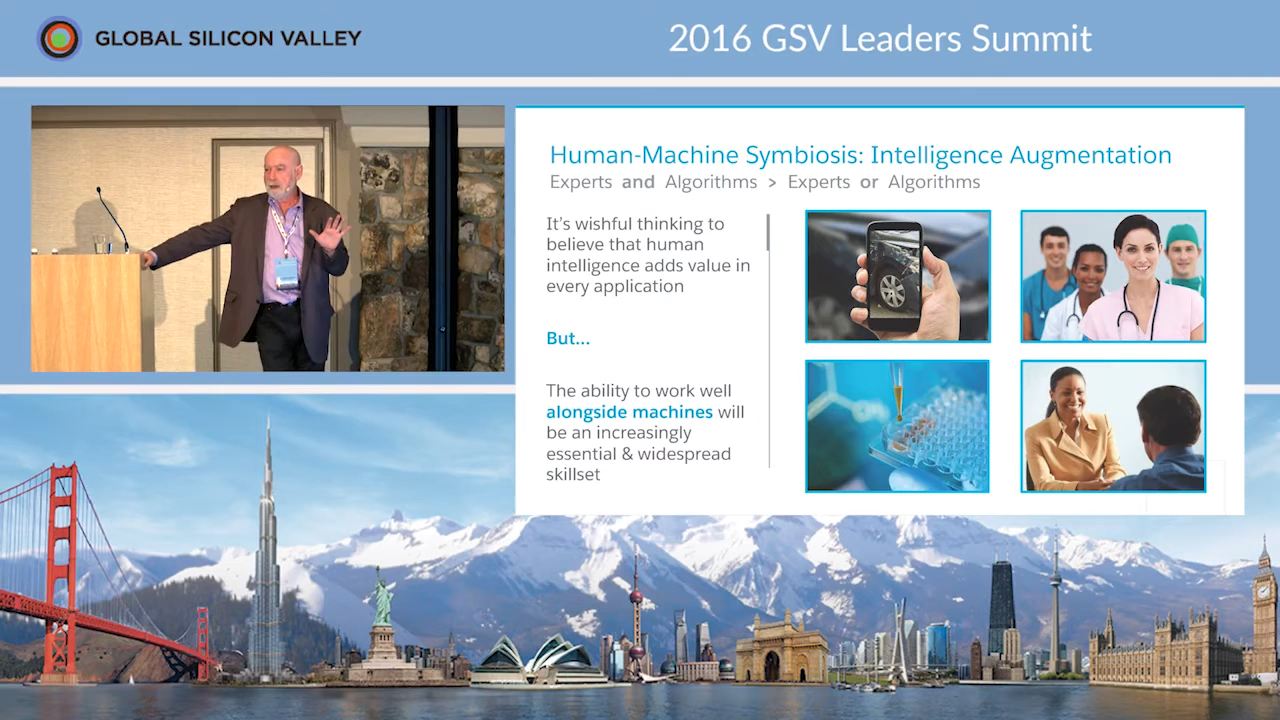 GLOBAL SILICON VALLEY
2016 GSV Leaders Summit
Human-Machine Symbiosis: Intelligence Augmentation
Experts and Algorithms > Experts or Algorithms
It's wishful thinking to
believe that human
intelligence adds value in
every application
But...
The ability to work well
alongside machines will
be an increasingly
essential & widespread
skillset